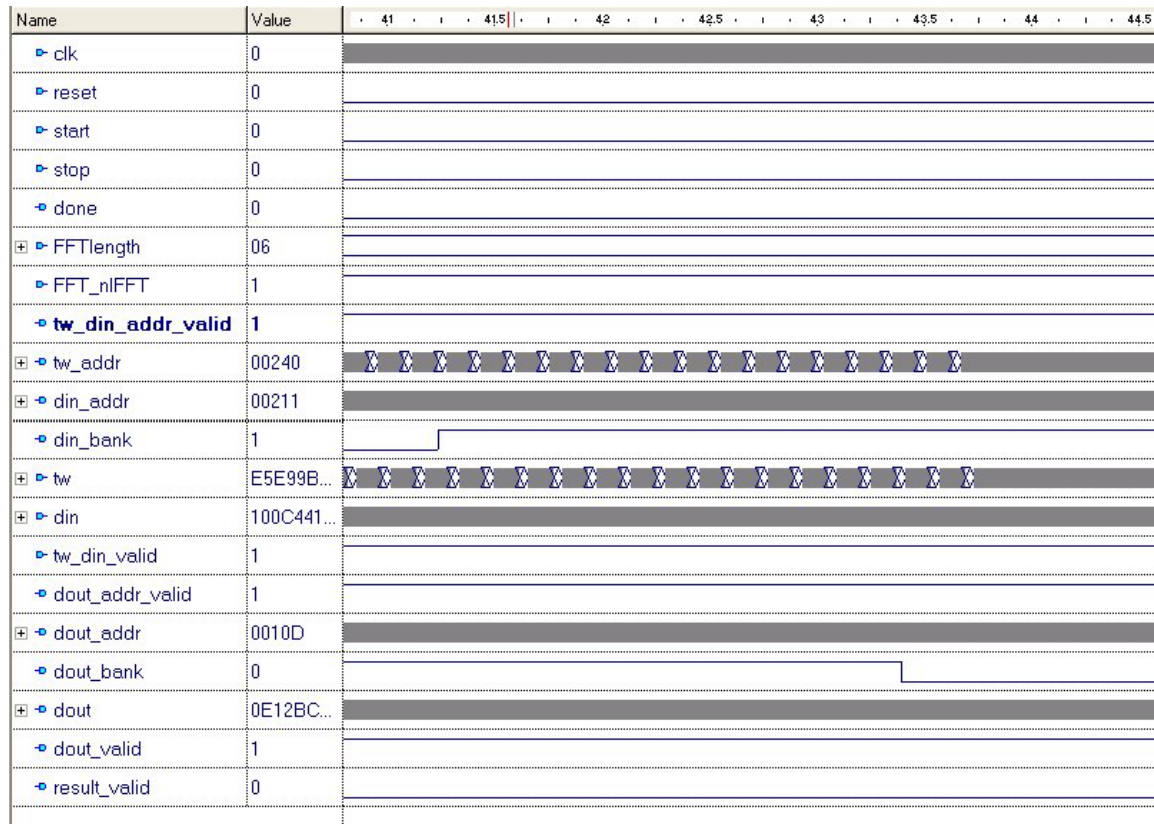 Name Value 41 41.5 42 42.5 43 43.5 44 44.5
clk 0
reset 0
start 0
stop 0
done 0
FFTlength 06
FFT_nIFFT 1
tw_din_addr_valid 1
tw_addr 00240
din_addr 00211
din_bank 1
tw E5E99B...
din 100C441...
tw_din_valid 1
dout_addr_valid 1
dout_addr 0010D
dout_bank 0
dout 0E12BC...
dout_valid 1
result_valid 0